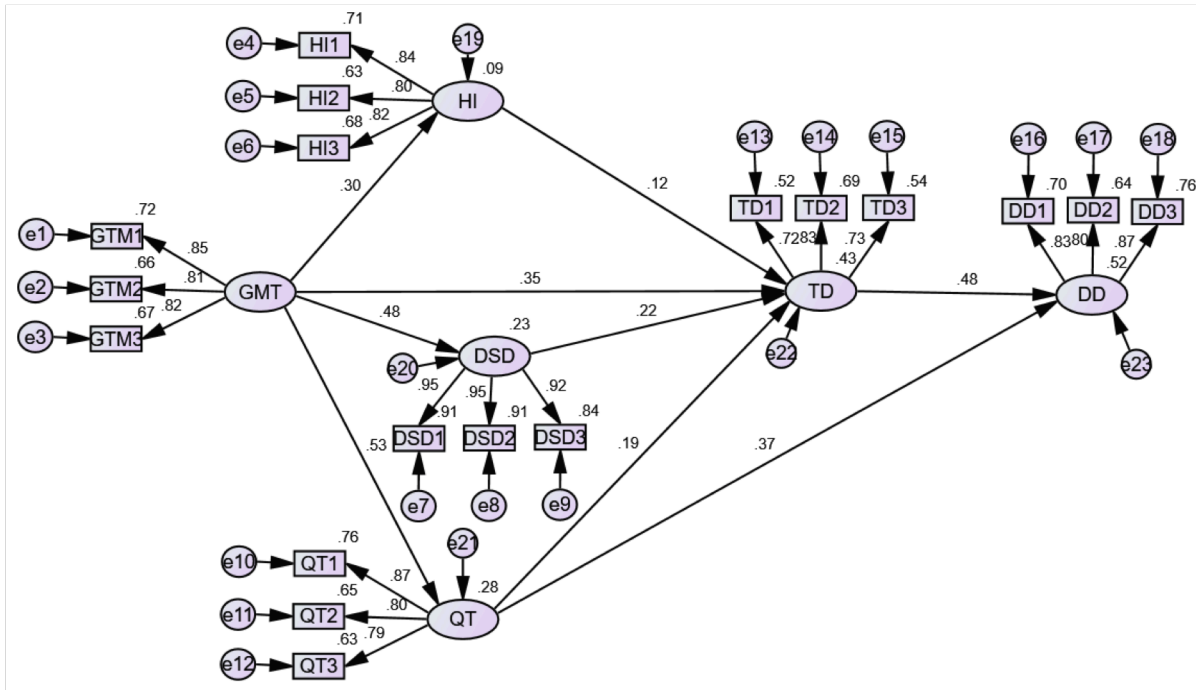 .71
e4
HI1
e19
.84
.09
.63
e5
HI2
.80
HI
.82
.68
e6
HI3
e13
e14
e15
e16
e17
e18
.30
.12
.52
.69
.54
.70
.64
.76
TD1
TD2
TD3
DD1
DD2
DD3
.72
e1
GTM1
.85
.72
.83
.73
.43
.83
.80
.87
.52
.66
e2
GTM2
.81
GMT
.35
TD
.48
DD
.67
.82
e3
GTM3
.48
.23
.22
e20
DSD
e22
e23
.95
.95
.92
.91
.91
.84
DSD1
DSD2
DSD3
.53
.19
.37
e7
e8
e9
.76
e21
e10
QT1
.87
.28
.65
.80
e11
QT2
QT
.63
.79
e12
QT3